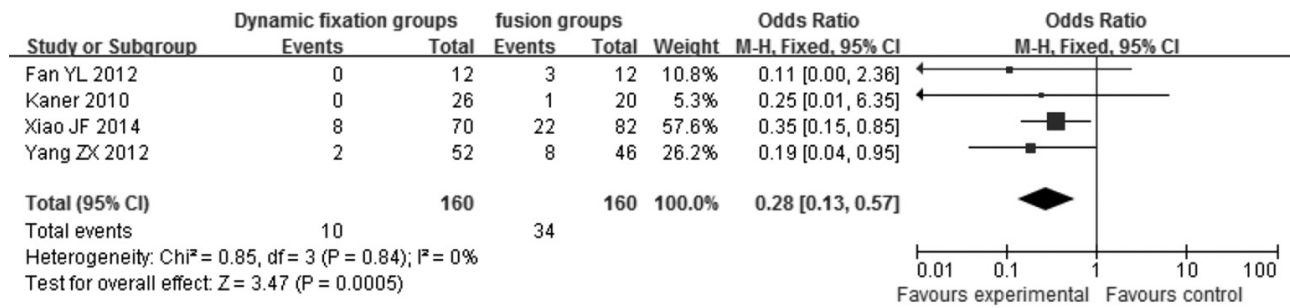 Dynamic fixation groups fusion groups Odds Ratio Odds Ratio
Study or Subgroup Events Total Events Total Weight M-H, Fixed, 95% CI M-H, Fixed, 95% CI
Fan YL 2012 0 12 3 12 10.8% 0.11 [0.00, 2.36]
Kaner 2010 0 26 1 20 5.3% 0.25 [0.01, 6.35]
Xiao JF 2014 8 70 22 82 57.6% 0.35 [0.15, 0.85]
Yang ZX 2012 2 52 8 46 26.2% 0.19 [0.04, 0.95]
Total (95% CI) 160 160 100.0% 0.28 [0.13, 0.57]
Total events 10 34
Heterogeneity: Chi² = 0.85, df = 3 (P = 0.84); I² = 0%
Test for overall effect: Z = 3.47 (P = 0.0005)
0.01 0.1 1 10 100
Favours experimental Favours control